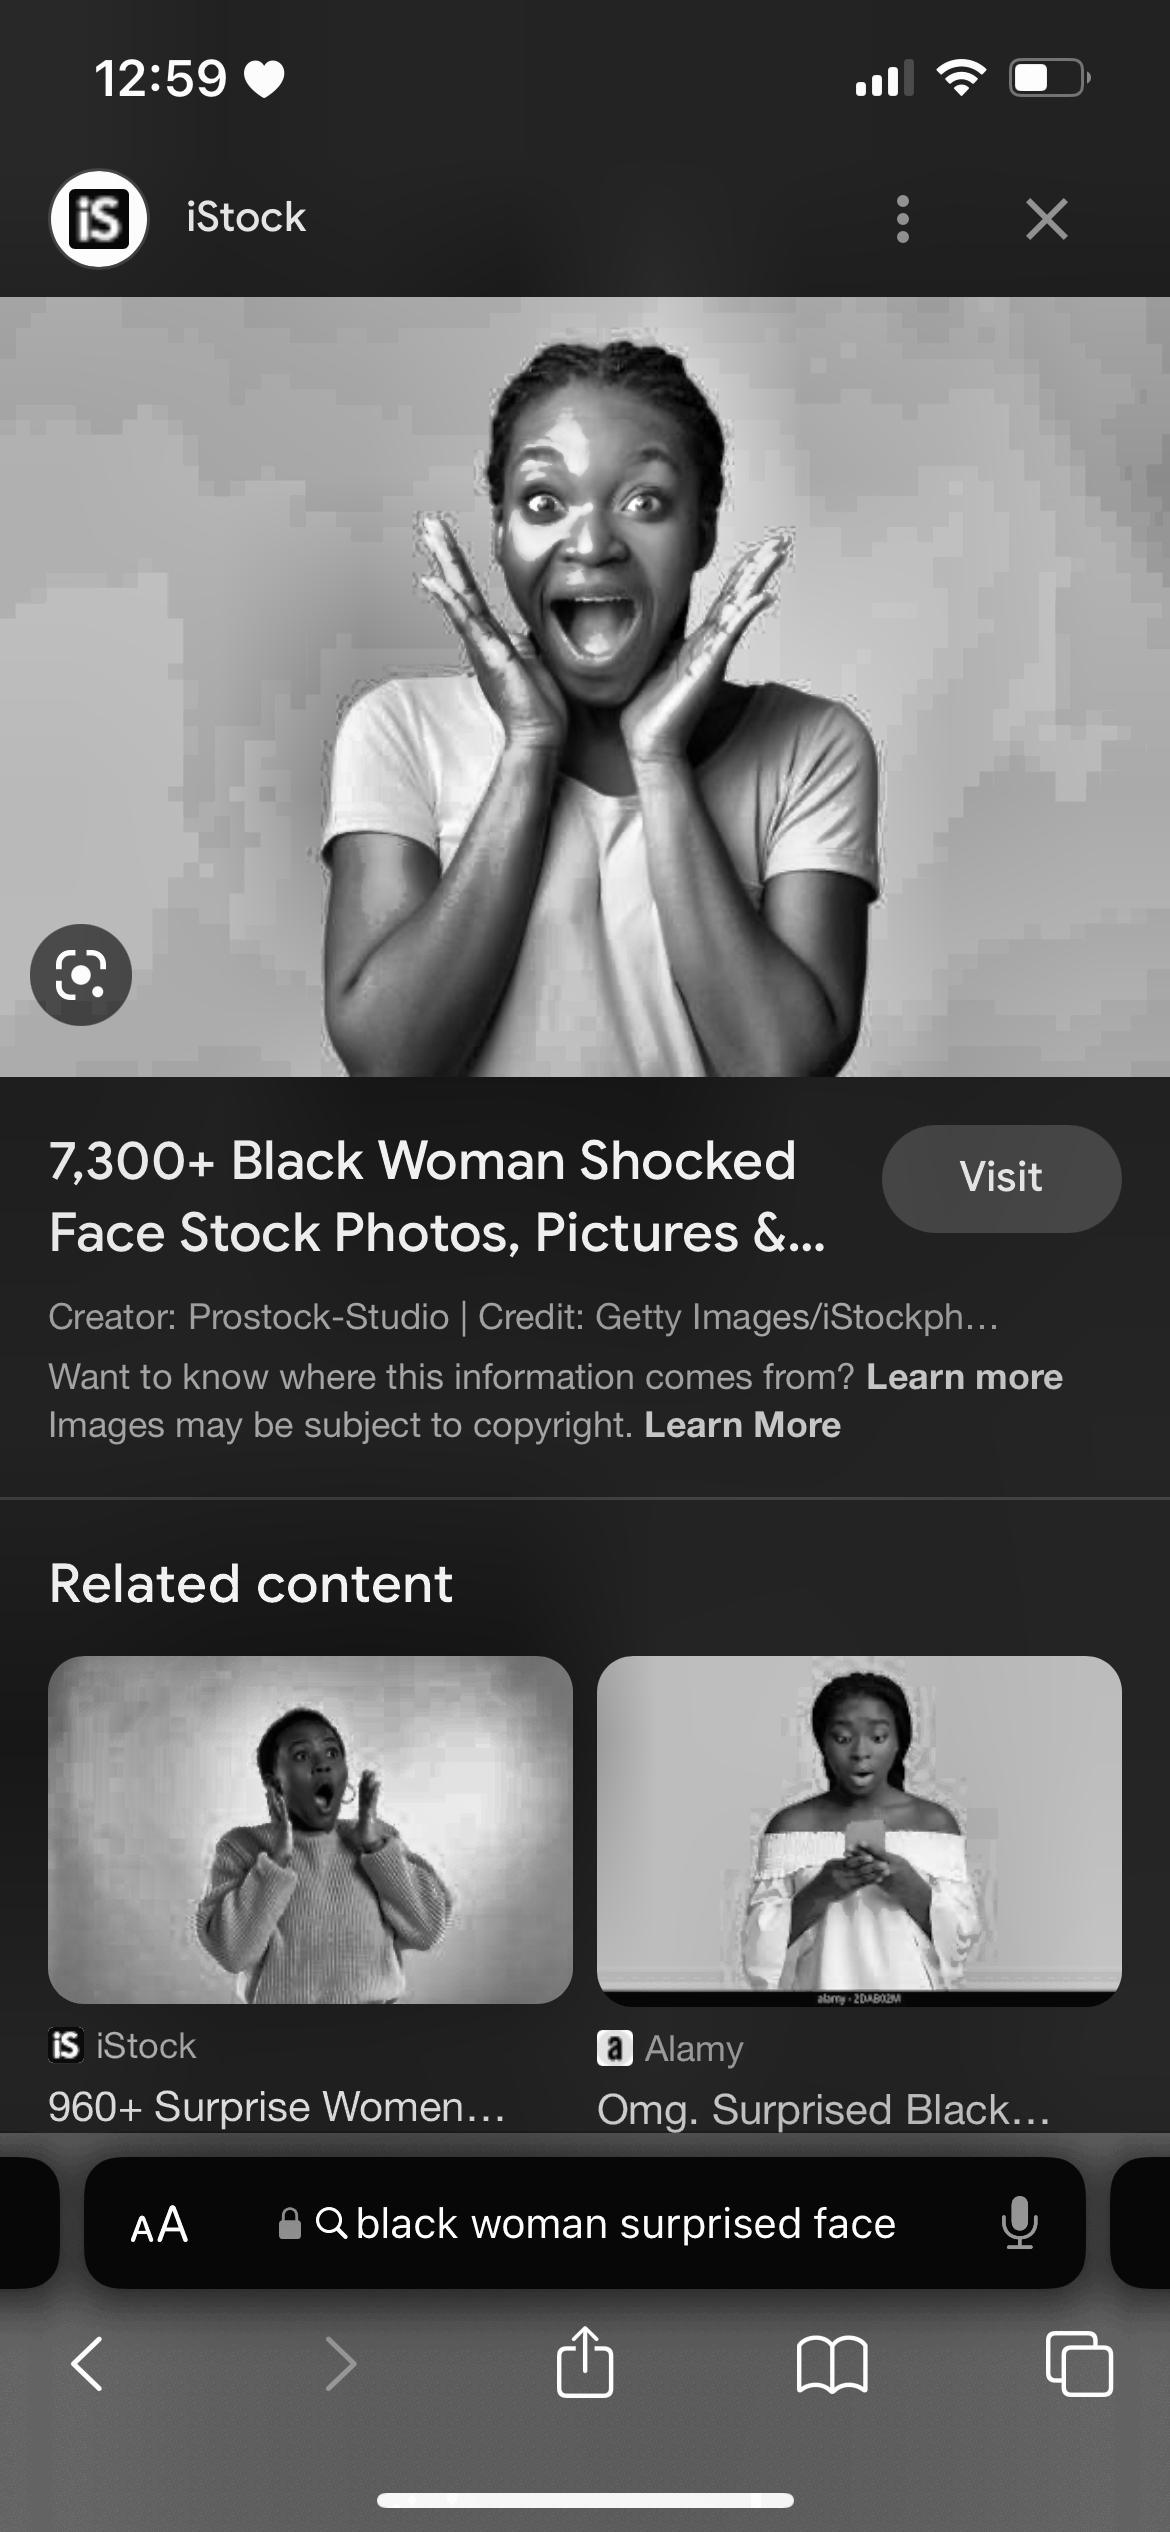 12:59
iS iStock
7,300+ Black Woman Shocked
Face Stock Photos, Pictures &...
Visit
Creator: Prostock-Studio | Credit: Getty Images/iStockph...
Want to know where this information comes from? Learn more
Images may be subject to copyright. Learn More
Related content
alamy - 2DAB02M
iS iStock
a Alamy
960+ Surprise Women...
Omg. Surprised Black...
AA black woman surprised face